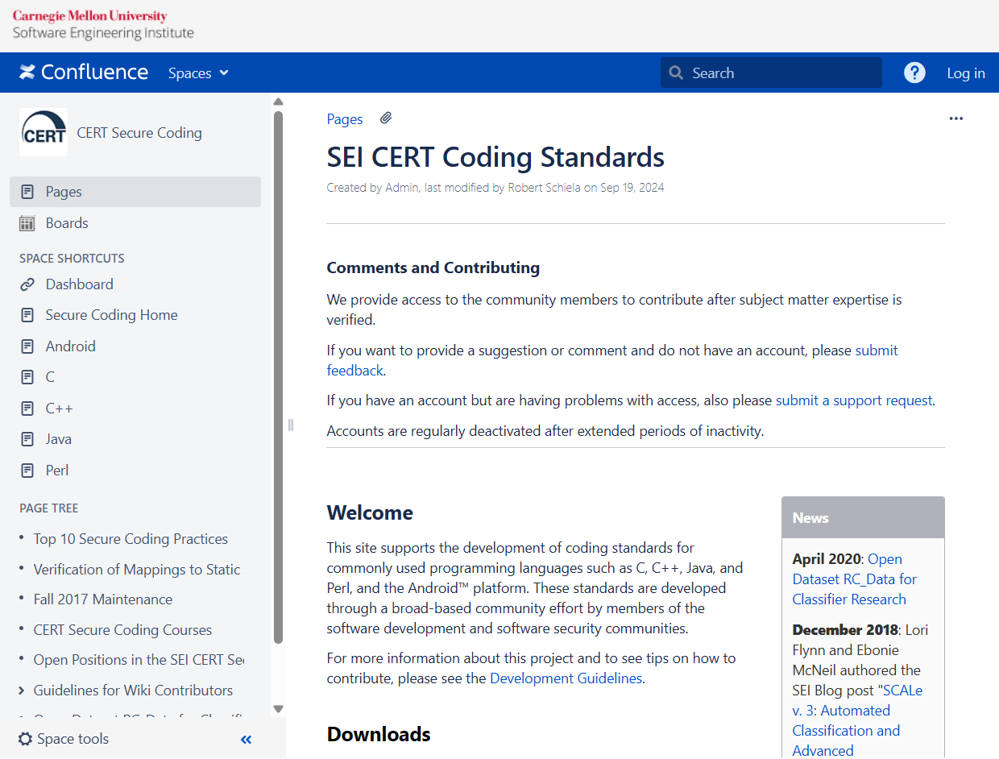 Carnegie Mellon University
Software Engineering Institute
Confluence Spaces Search ? Log in
CERT CERT Secure Coding
Pages
Boards
SPACE SHORTCUTS
Dashboard
Secure Coding Home
Android
C
C++
Java
Perl
PAGE TREE
Top 10 Secure Coding Practices
Verification of Mappings to Static
Fall 2017 Maintenance
CERT Secure Coding Courses
Open Positions in the SEI CERT Sec
Guidelines for Wiki Contributors
Space tools
Pages
SEI CERT Coding Standards
Created by Admin, last modified by Robert Schiela on Sep 19, 2024
Comments and Contributing
We provide access to the community members to contribute after subject matter expertise is
verified.
If you want to provide a suggestion or comment and do not have an account, please submit
feedback.
If you have an account but are having problems with access, also please submit a support request.
Accounts are regularly deactivated after extended periods of inactivity.
Welcome
This site supports the development of coding standards for
commonly used programming languages such as C, C++, Java, and
Perl, and the Android™ platform. These standards are developed
through a broad-based community effort by members of the
software development and software security communities.
For more information about this project and to see tips on how to
contribute, please see the Development Guidelines.
Downloads
News
April 2020: Open
Dataset RC_Data for
Classifier Research
December 2018: Lori
Flynn and Ebonie
McNeil authored the
SEI Blog post "SCALe
v. 3: Automated
Classification and
Advanced